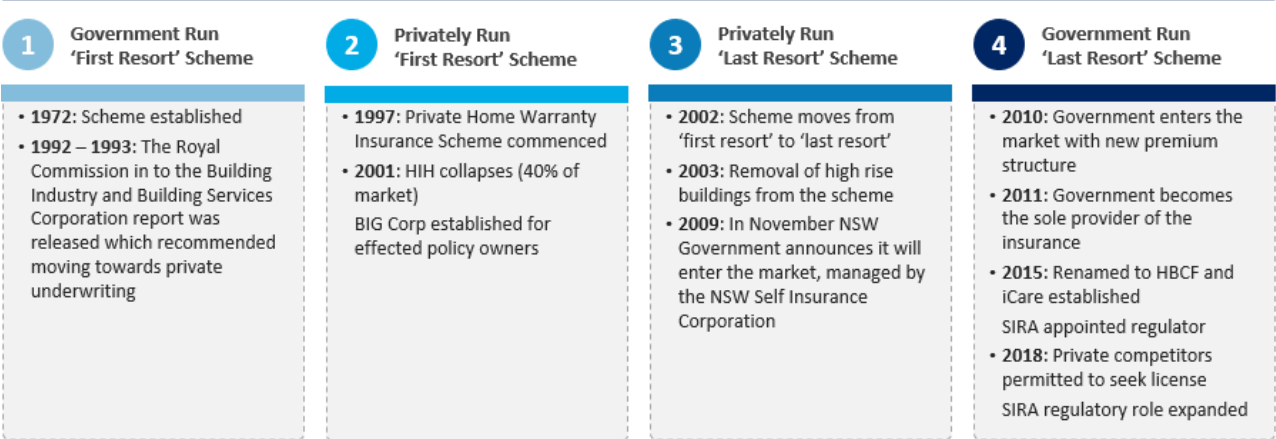 1
Government Run
‘First Resort’ Scheme
• 1972: Scheme established
• 1992 – 1993: The Royal
Commission in to the Building
Industry and Building Services
Corporation report was
released which recommended
moving towards private
underwriting
2
Privately Run
‘First Resort’ Scheme
• 1997: Private Home Warranty
Insurance Scheme commenced
• 2001: HIH collapses (40% of
market)
BIG Corp established for
effected policy owners
3
Privately Run
‘Last Resort’ Scheme
• 2002: Scheme moves from
‘first resort’ to ‘last resort’
• 2003: Removal of high rise
buildings from the scheme
• 2009: In November NSW
Government announces it will
enter the market, managed by
the NSW Self Insurance
Corporation
4
Government Run
‘Last Resort’ Scheme
• 2010: Government enters the
market with new premium
structure
• 2011: Government becomes
the sole provider of the
insurance
• 2015: Renamed to HBCF and
iCare established
SIRA appointed regulator
• 2018: Private competitors
permitted to seek license
SIRA regulatory role expanded